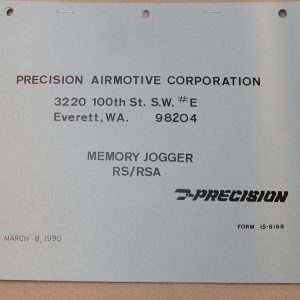 PRECISION AIRMOTIVE CORPORATION
3220 100th St. S.W. #E
Everett, WA. 98204
MEMORY JOGGER
RS/RSA
PRECISION
FORM 15-816B
MARCH 8, 1990